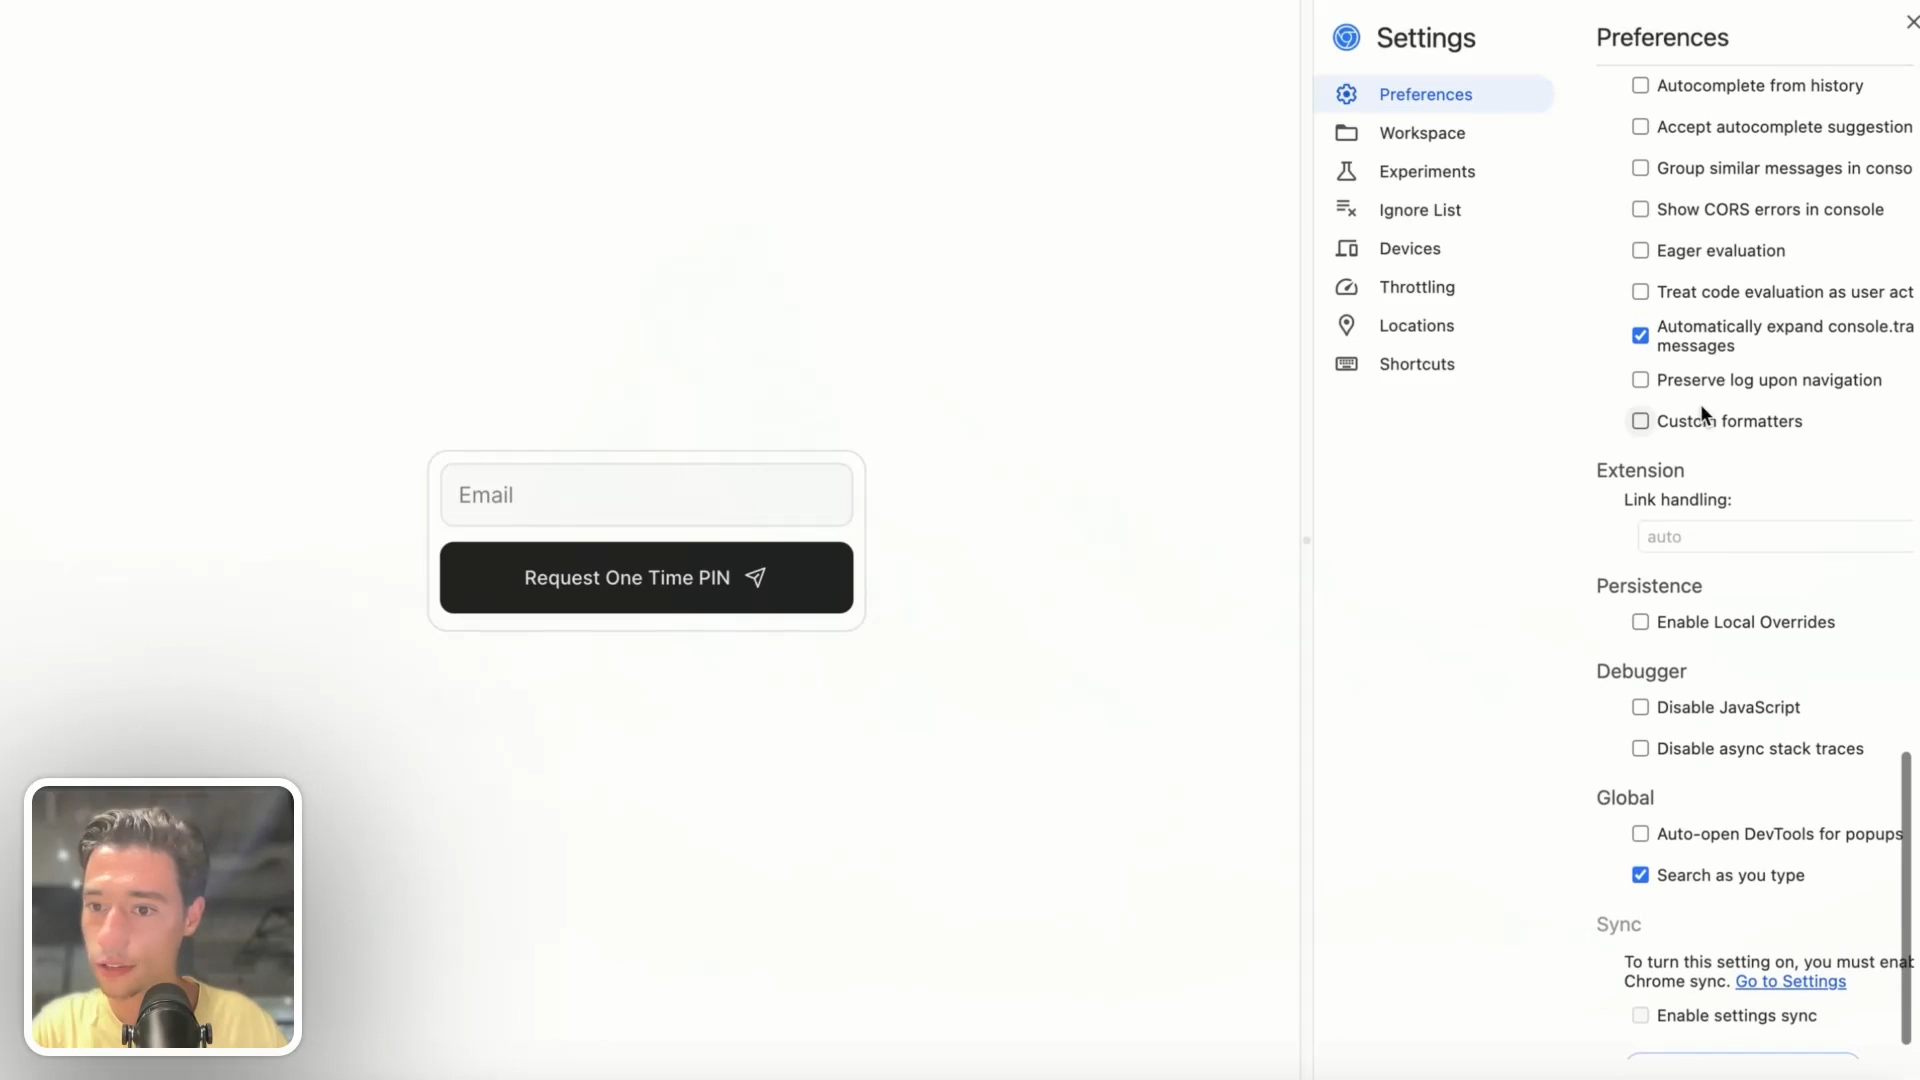 Settings
Preferences
Workspace
Experiments
Ignore List
Devices
Throttling
Locations
Shortcuts
Preferences
Autocomplete from history
Accept autocomplete suggestion
Group similar messages in conso
Show CORS errors in console
Eager evaluation
Treat code evaluation as user act
Automatically expand console.tra
messages
Preserve log upon navigation
Custom formatters
Extension
Link handling:
auto
Persistence
Enable Local Overrides
Debugger
Disable JavaScript
Disable async stack traces
Global
Auto-open DevTools for popups
Search as you type
Sync
To turn this setting on, you must enab
Chrome sync. Go to Settings
Enable settings sync
Email
Request One Time PIN